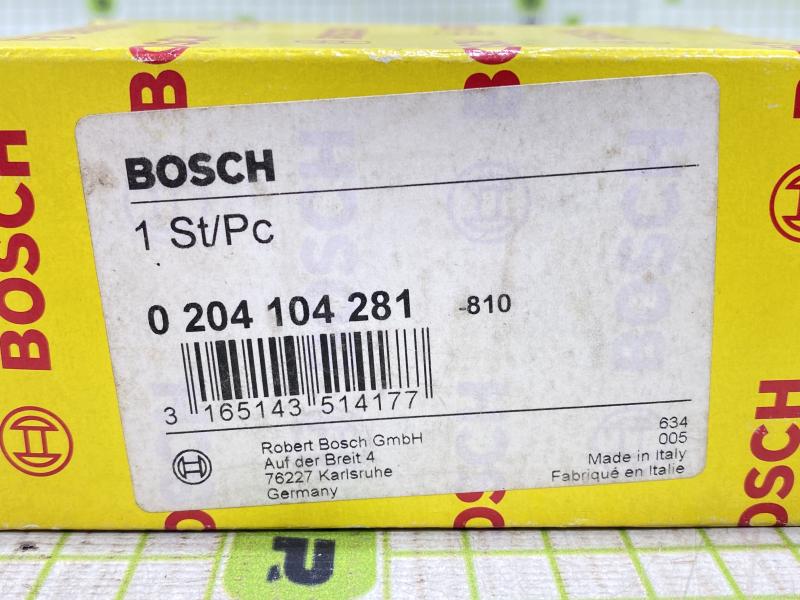 BOSCH
BOSCH
1 St/Pc
0 204 104 281 -810
3 165143 514177
Robert Bosch GmbH
Auf der Breit 4
76227 Karlsruhe
Germany
634
005
Made in Italy
Fabriqué en Italie
BOSCH